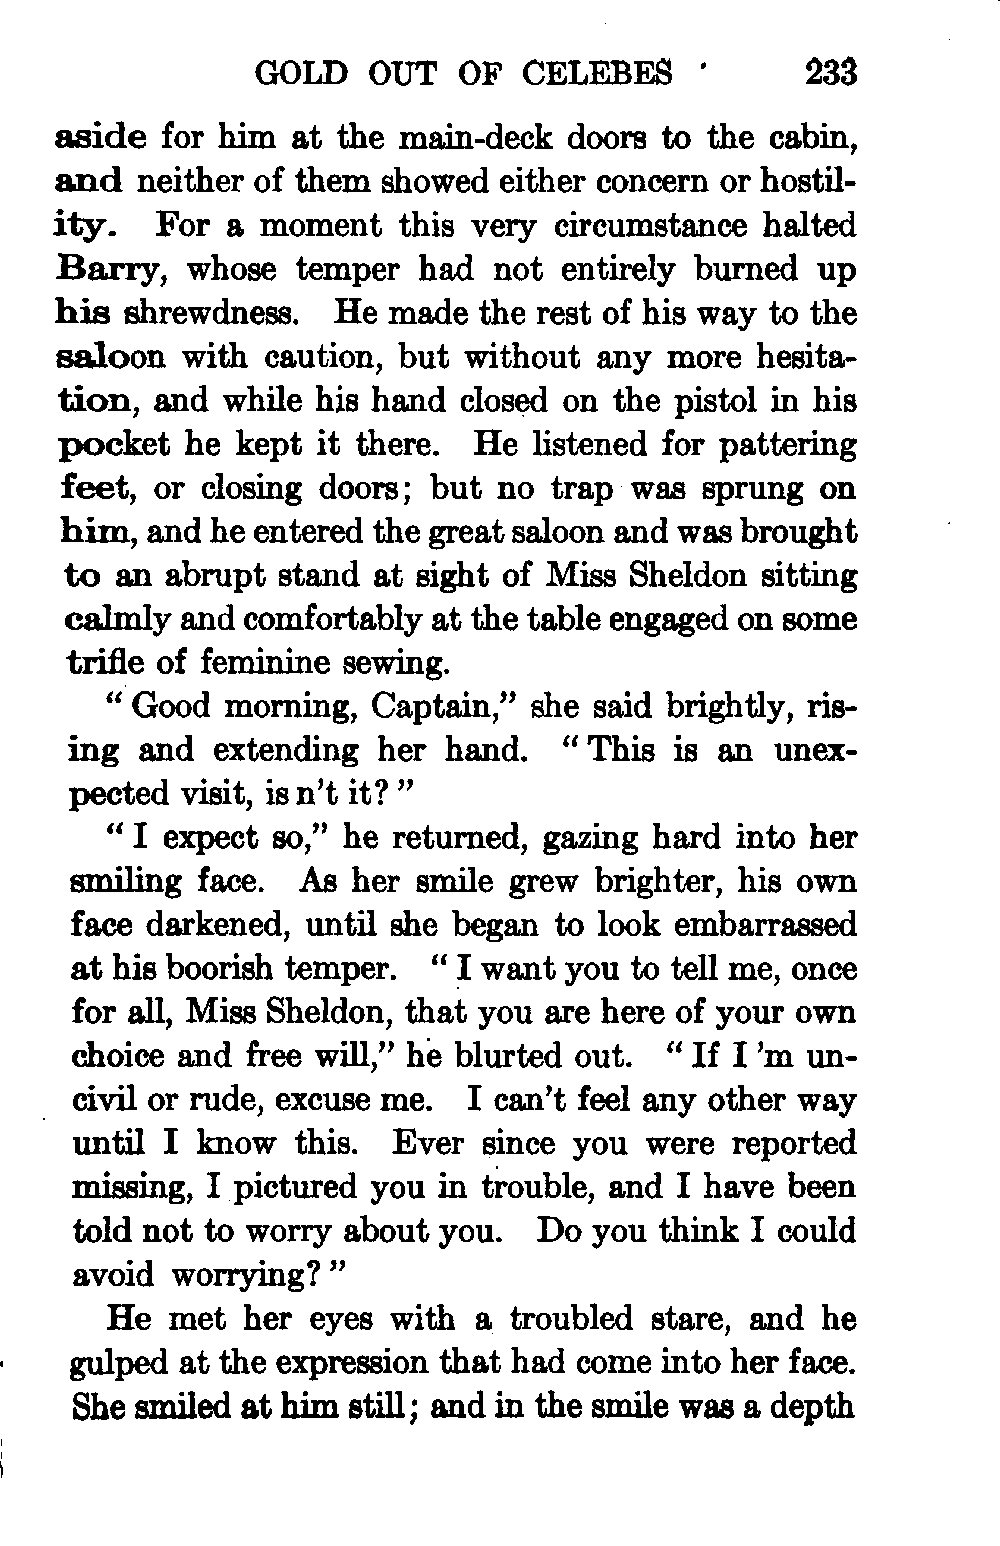 GOLD OUT OF CELEBES 233
aside for him at the main-deck doors to the cabin,
and neither of them showed either concern or hostil-
ity. For a moment this very circumstance halted
Barry, whose temper had not entirely burned up
his shrewdness. He made the rest of his way to the
saloon with caution, but without any more hesita-
tion, and while his hand closed on the pistol in his
pocket he kept it there. He listened for pattering
feet, or closing doors; but no trap was sprung on
him, and he entered the great saloon and was brought
to an abrupt stand at sight of Miss Sheldon sitting
calmly and comfortably at the table engaged on some
trifle of feminine sewing.
“Good morning, Captain,” she said brightly, ris-
ing and extending her hand. “This is an unex-
pected visit, is n’t it?”
“I expect so,” he returned, gazing hard into her
smiling face. As her smile grew brighter, his own
face darkened, until she began to look embarrassed
at his boorish temper. “I want you to tell me, once
for all, Miss Sheldon, that you are here of your own
choice and free will,” he blurted out. “If I ’m un-
civil or rude, excuse me. I can’t feel any other way
until I know this. Ever since you were reported
missing, I pictured you in trouble, and I have been
told not to worry about you. Do you think I could
avoid worrying?”
He met her eyes with a troubled stare, and he
gulped at the expression that had come into her face.
She smiled at him still; and in the smile was a depth